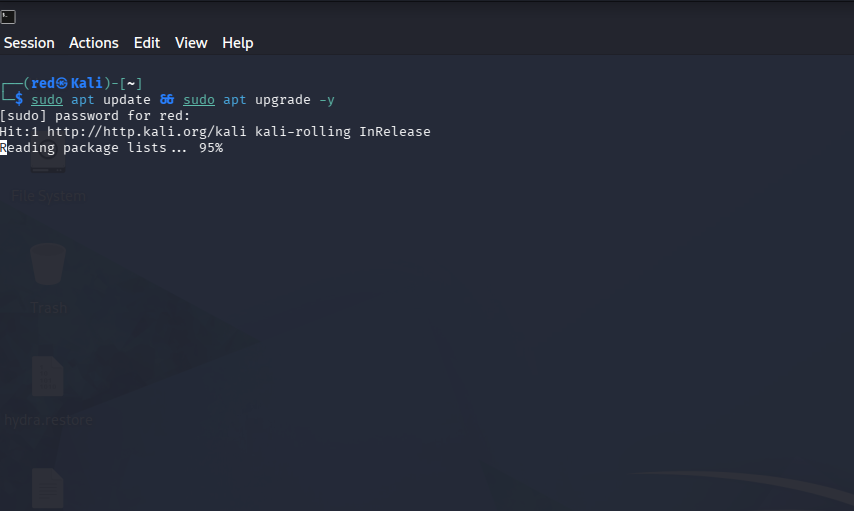 Session Actions Edit View Help
┌──(red㉿Kali)-[~]
└─$ sudo apt update && sudo apt upgrade -y
[sudo] password for red:
Hit:1 http://http.kali.org/kali kali-rolling InRelease
Reading package lists... 95%
File System
Trash
hydra.restore